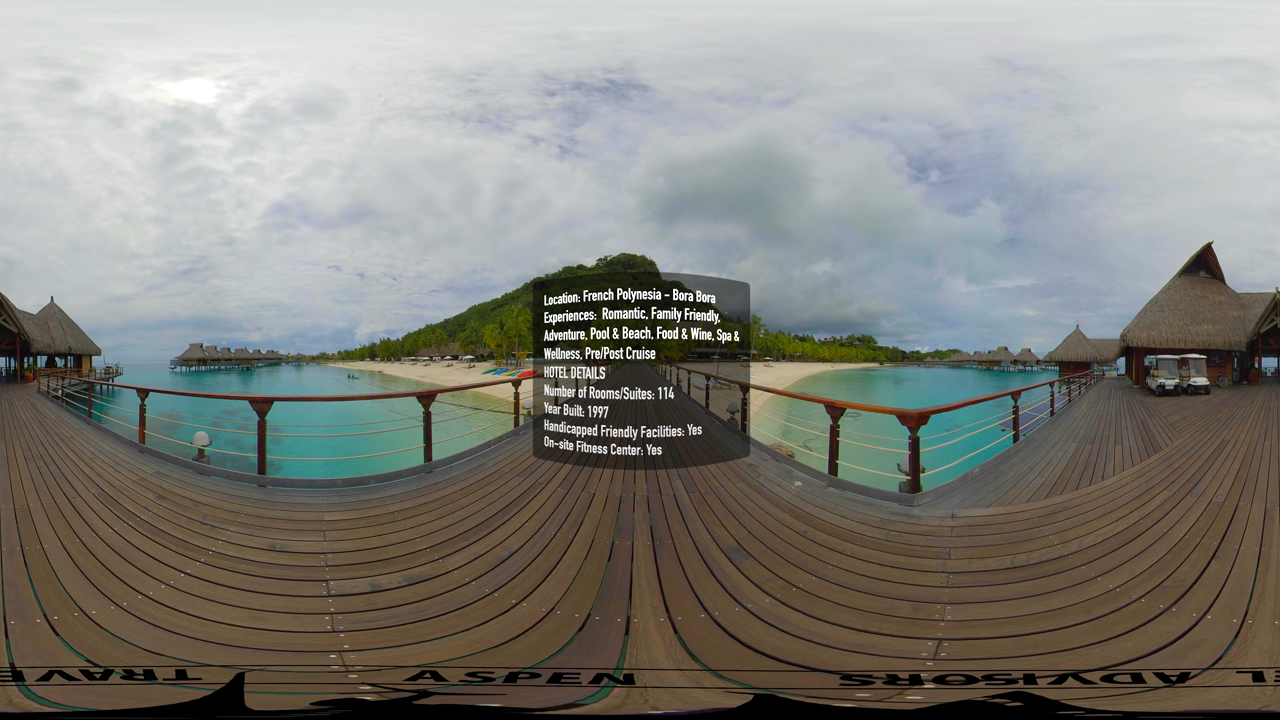 Location: French Polynesia - Bora Bora
Experiences: Romantic, Family Friendly,
Adventure, Pool & Beach, Food & Wine, Spa &
Wellness, Pre/Post Cruise
HOTEL DETAILS
Number of Rooms/Suites: 114
Year Built: 1997
Handicapped Friendly Facilities: Yes
On-site Fitness Center: Yes
ASPEN
TRAVEL ADVISORS